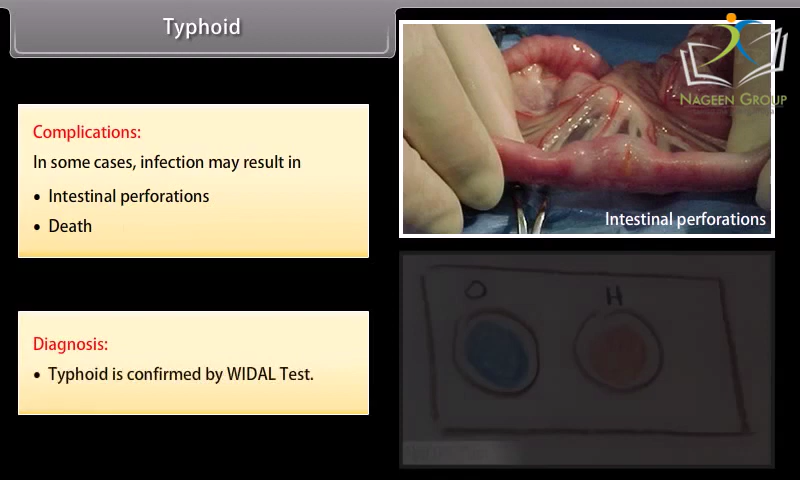 Typhoid
NAGEEN GROUP
Complications:
In some cases, infection may result in
• Intestinal perforations
• Death
Intestinal perforations
O H
Diagnosis:
• Typhoid is confirmed by WIDAL Test.